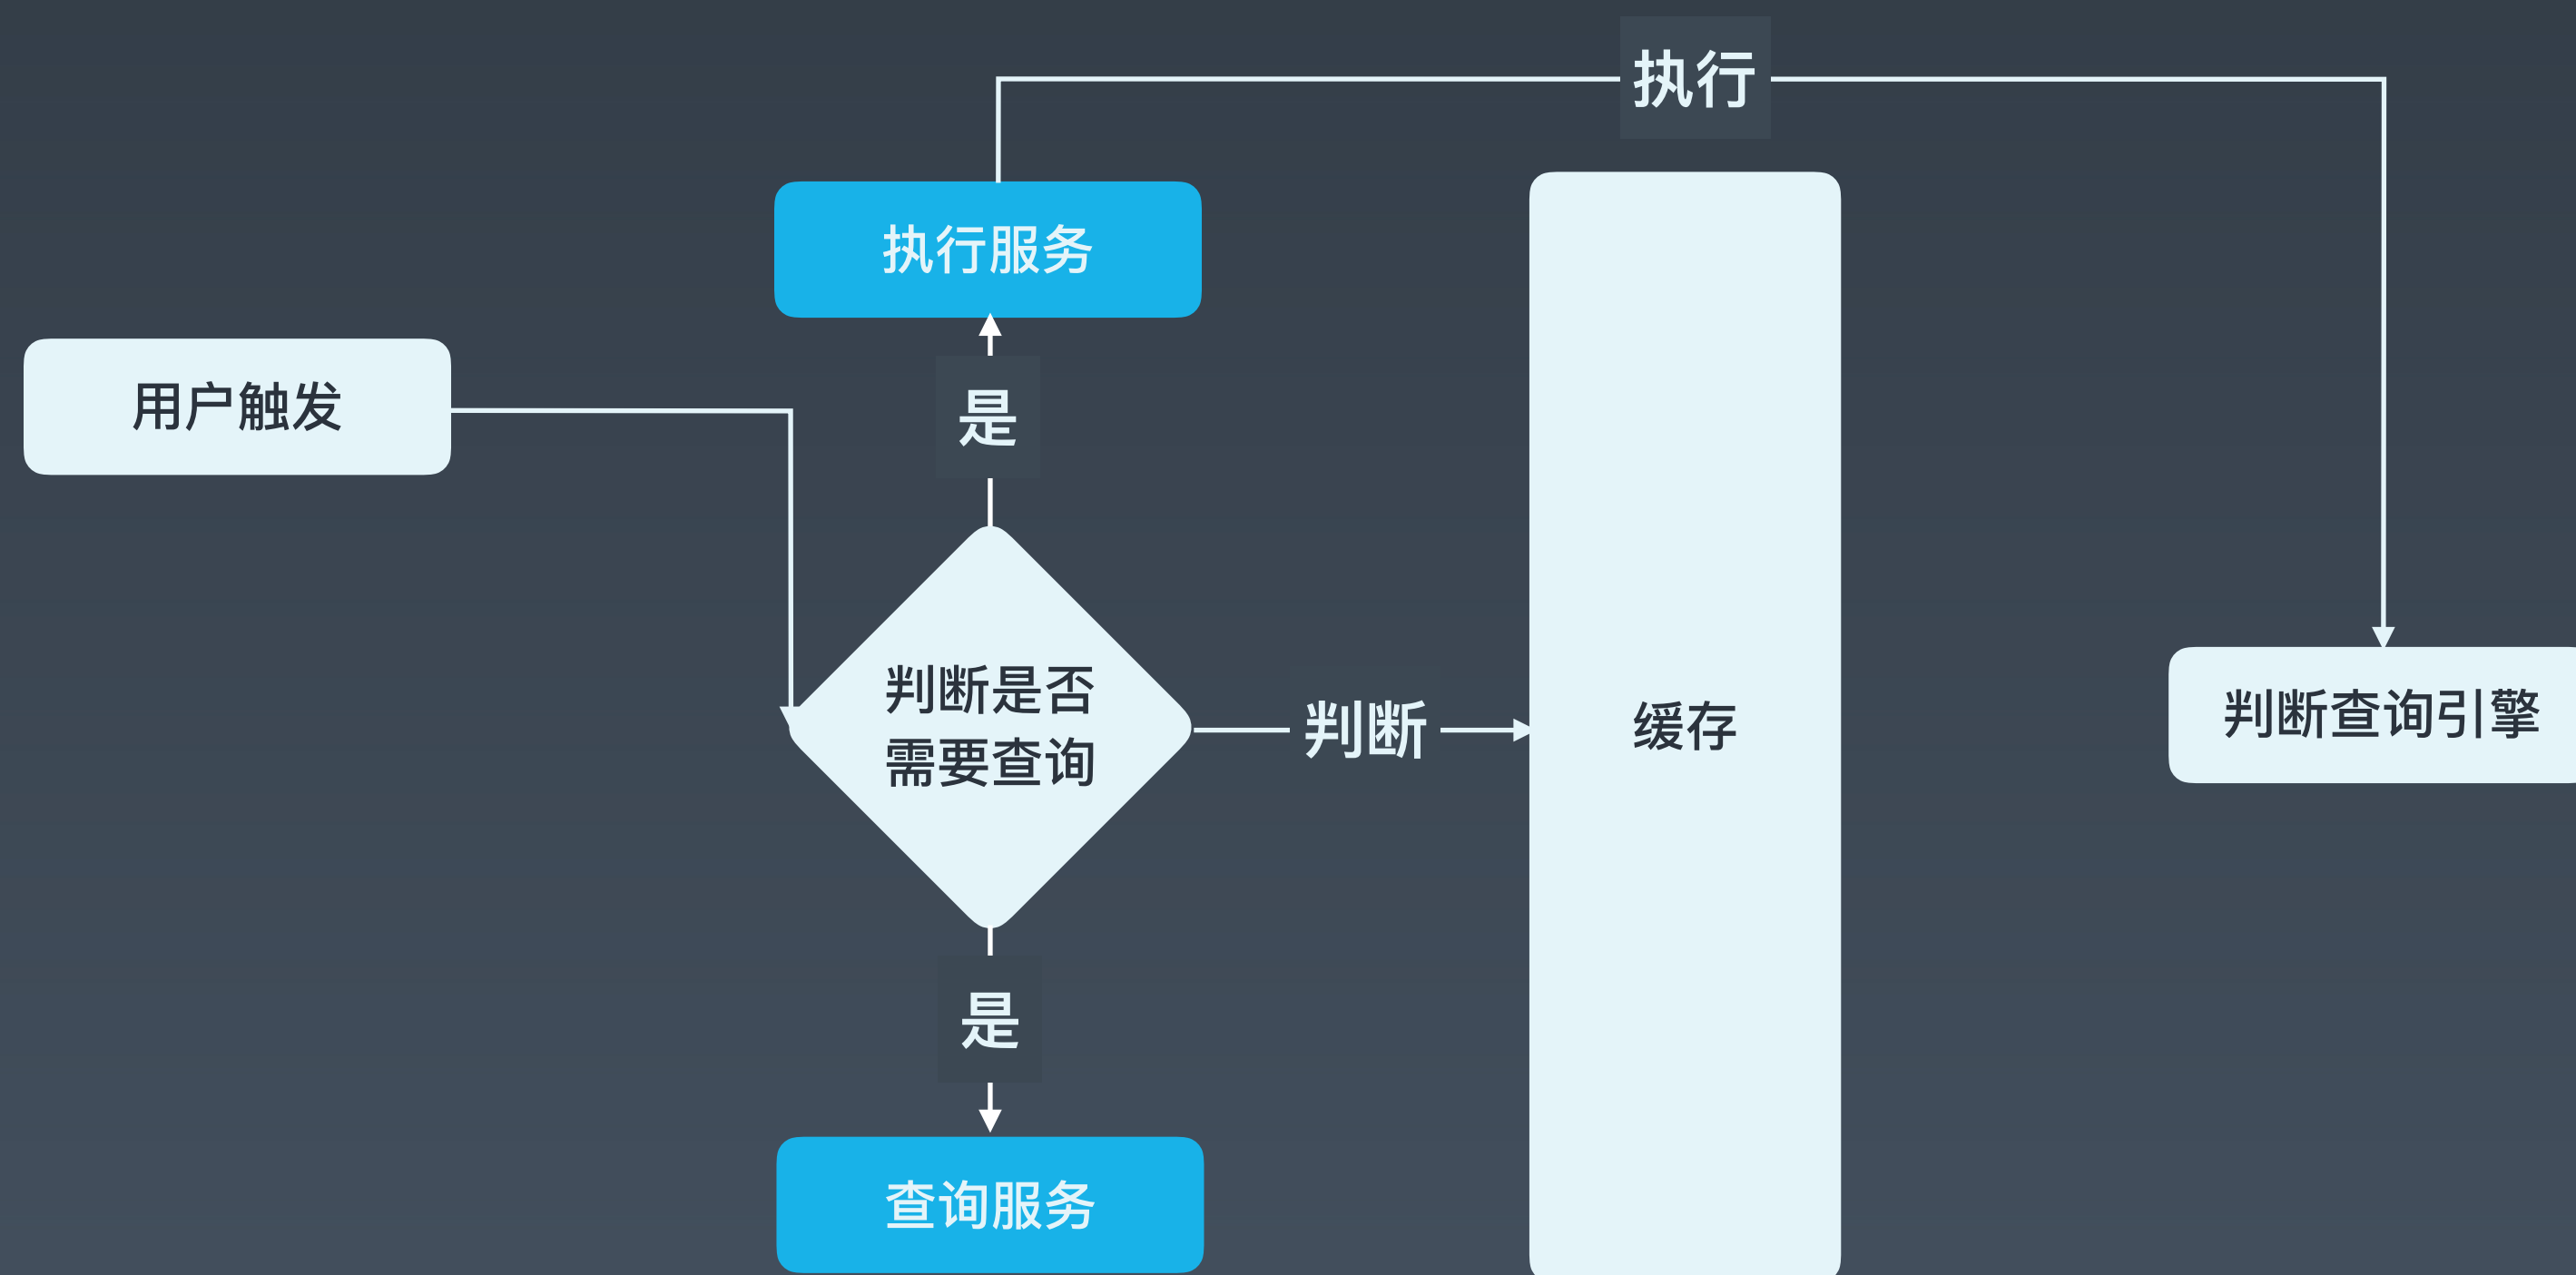 执行
执行服务
用户触发
是
判断是否
需要查询
判断
缓存
判断查询引擎
是
查询服务